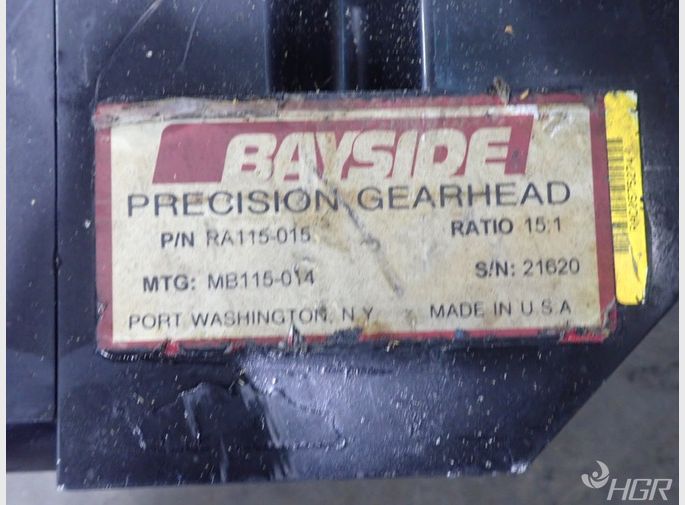 BAYSIDE
PRECISION GEARHEAD
P/N RA115-015 RATIO 15:1
MTG: MB115-014 S/N: 21620
PORT WASHINGTON, N.Y. MADE IN U.S.A
HGR